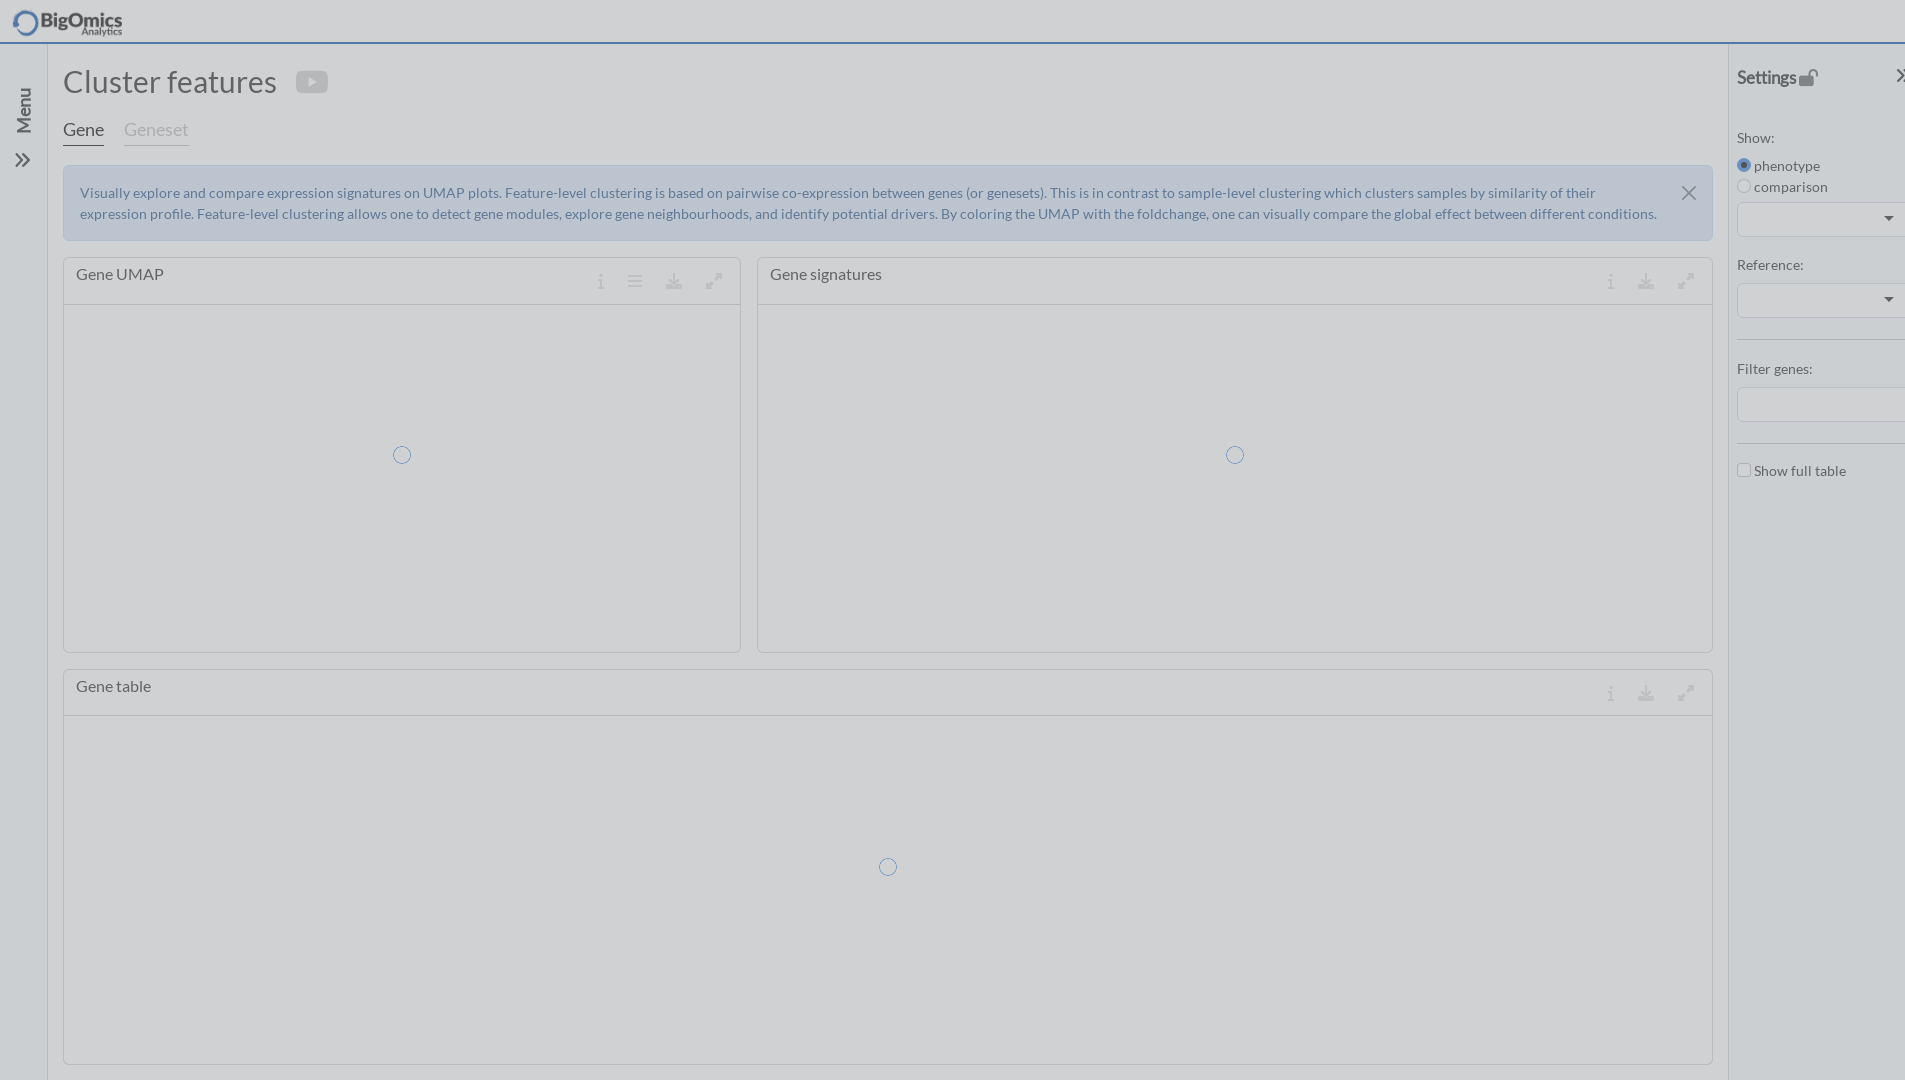 BigOmics
Analytics
Menu
Cluster features
Gene
Geneset
Visually explore and compare expression signatures on UMAP plots. Feature-level clustering is based on pairwise co-expression between genes (or genesets). This is in contrast to sample-level clustering which clusters samples by similarity of their
expression profile. Feature-level clustering allows one to detect gene modules, explore gene neighbourhoods, and identify potential drivers. By coloring the UMAP with the foldchange, one can visually compare the global effect between different conditions.
Gene UMAP
Gene signatures
Gene table
Settings
Show:
phenotype
comparison
Reference:
Filter genes:
Show full table